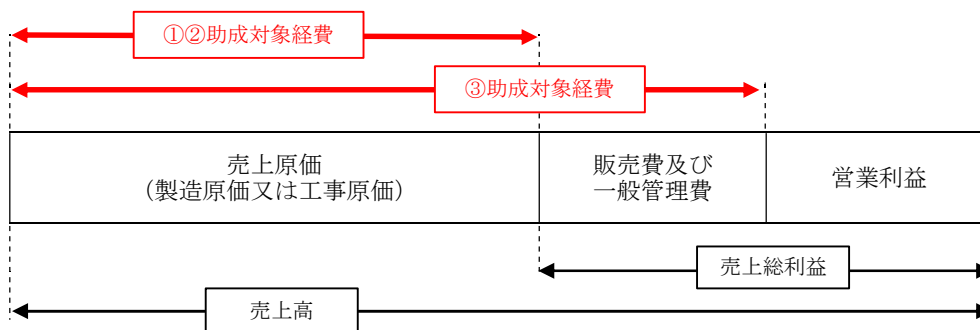 ①②助成対象経費
③助成対象経費
売上原価
（製造原価又は工事原価）
販売費及び
一般管理費
営業利益
売上総利益
売上高